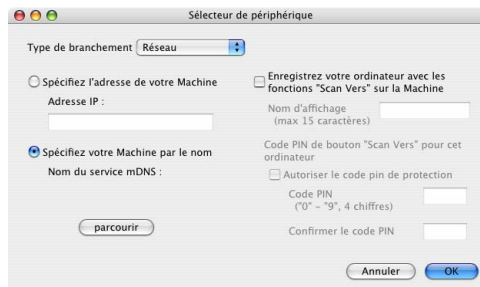 Sélecteur de périphérique
Type de branchement Réseau
Spécifiez l'adresse de votre Machine
Adresse IP :
Spécifiez votre Machine par le nom
Nom du service mDNS :
parcourir
Enregistrez votre ordinateur avec les
fonctions "Scan Vers" sur la Machine
Nom d'affichage
(max 15 caractères)
Code PIN de bouton "Scan Vers" pour cet
ordinateur
Autoriser le code pin de protection
Code PIN
("0" – "9", 4 chiffres)
Confirmer le code PIN
Annuler OK